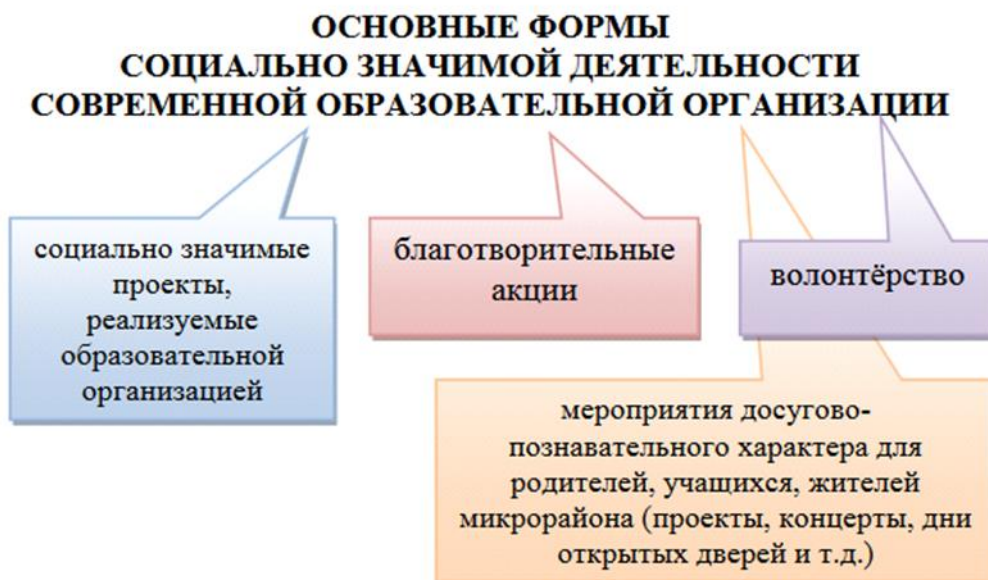 ОСНОВНЫЕ ФОРМЫ
СОЦИАЛЬНО ЗНАЧИМОЙ ДЕЯТЕЛЬНОСТИ
СОВРЕМЕННОЙ ОБРАЗОВАТЕЛЬНОЙ ОРГАНИЗАЦИИ
социально значимые
проекты,
реализуемые
образовательной
организацией
благотворительные
акции
волонтёрство
мероприятия досугово-
познавательного характера для
родителей, учащихся, жителей
микрорайона (проекты, концерты, дни
открытых дверей и т.д.)